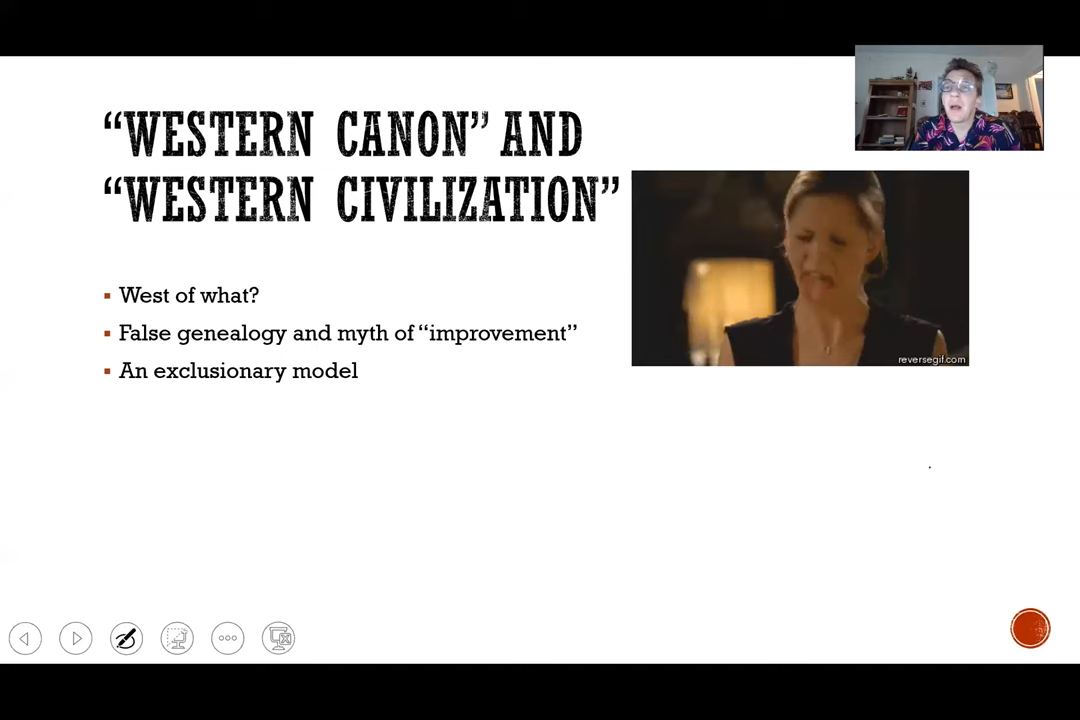 “WESTERN CANON” AND
“WESTERN CIVILIZATION”
West of what?
False genealogy and myth of “improvement”
An exclusionary model
reversegif.com